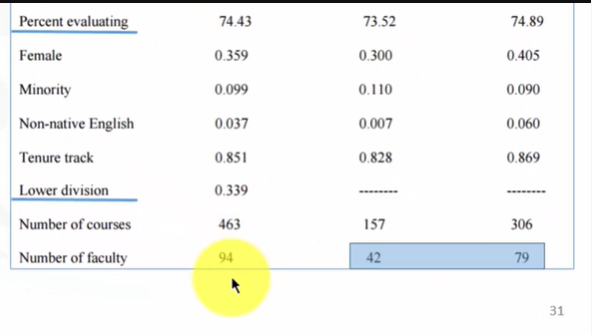 Percent evaluating 74.43 73.52 74.89
Female 0.359 0.300 0.405
Minority 0.099 0.110 0.090
Non-native English 0.037 0.007 0.060
Tenure track 0.851 0.828 0.869
Lower division 0.339 -------- --------
Number of courses 463 157 306
Number of faculty 94 42 79
31